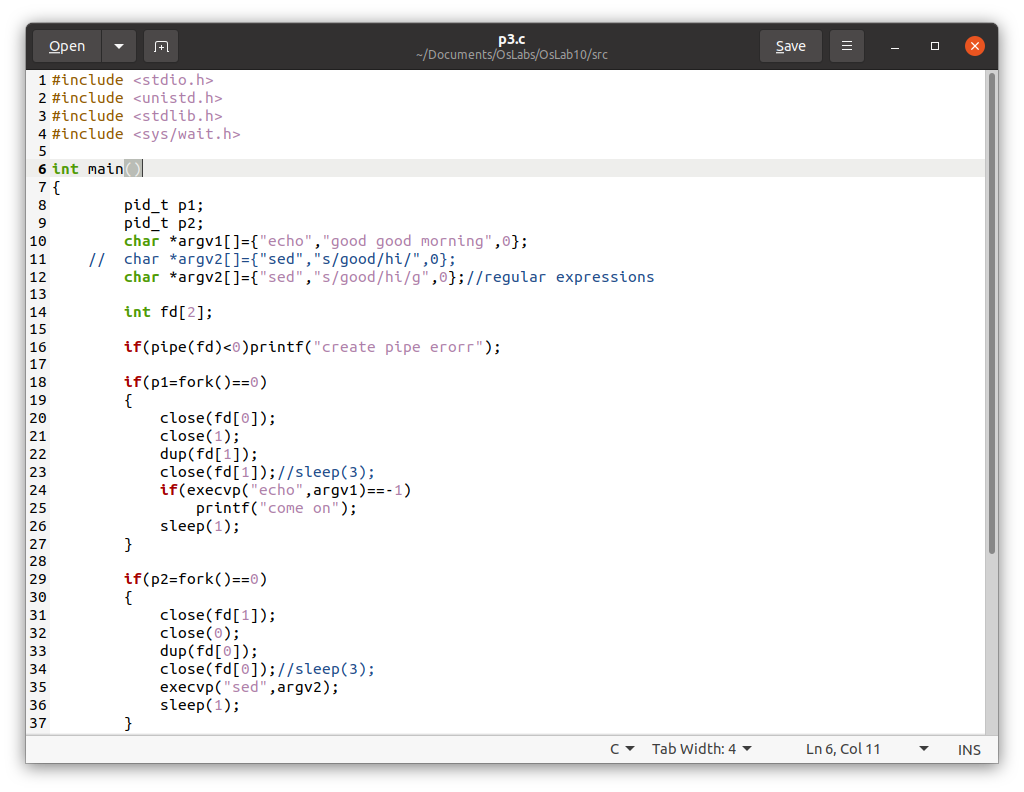 Open
p3.c
~/Documents/OsLabs/OsLab10/src
Save
1 #include <stdio.h>
2 #include <unistd.h>
3 #include <stdlib.h>
4 #include <sys/wait.h>
5
6 int main()
7 {
8         pid_t p1;
9         pid_t p2;
10         char *argv1[]={"echo","good good morning",0};
11     //  char *argv2[]={"sed","s/good/hi/",0};
12         char *argv2[]={"sed","s/good/hi/g",0};//regular expressions
13
14         int fd[2];
15
16         if(pipe(fd)<0)printf("create pipe erorr");
17
18         if(p1=fork()==0)
19         {
20             close(fd[0]);
21             close(1);
22             dup(fd[1]);
23             close(fd[1]);//sleep(3);
24             if(execvp("echo",argv1)==-1)
25                 printf("come on");
26             sleep(1);
27         }
28
29         if(p2=fork()==0)
30         {
31             close(fd[1]);
32             close(0);
33             dup(fd[0]);
34             close(fd[0]);//sleep(3);
35             execvp("sed",argv2);
36             sleep(1);
37         }
C Tab Width: 4 Ln 6, Col 11 INS